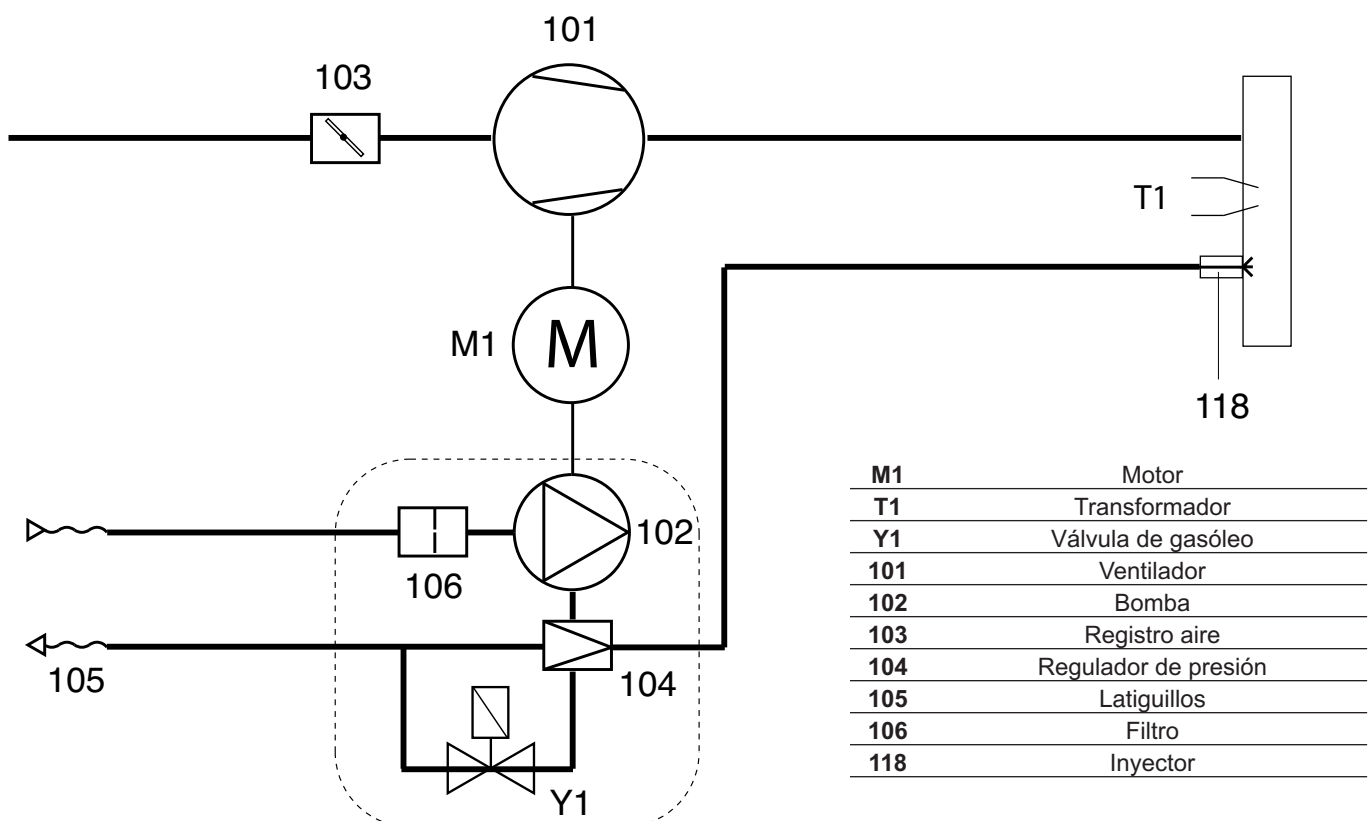 101
103
T1
M1
M
118
102
106
105
104
Y1
M1 Motor
T1 Transformador
Y1 Válvula de gasóleo
101 Ventilador
102 Bomba
103 Registro aire
104 Regulador de presión
105 Latiguillos
106 Filtro
118 Inyector